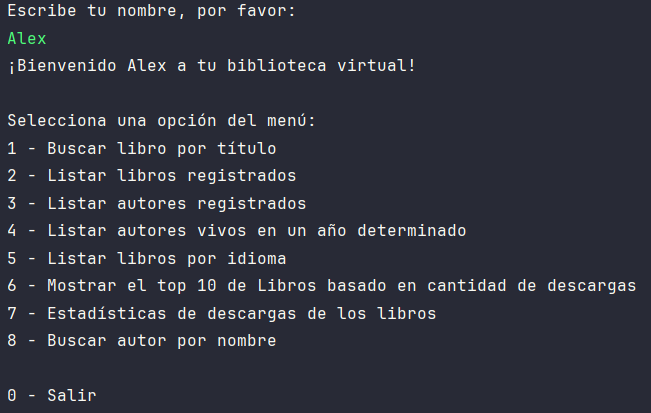 Escribe tu nombre, por favor:
Alex
¡Bienvenido Alex a tu biblioteca virtual!
Selecciona una opción del menú:
1 - Buscar libro por título
2 - Listar libros registrados
3 - Listar autores registrados
4 - Listar autores vivos en un año determinado
5 - Listar libros por idioma
6 - Mostrar el top 10 de Libros basado en cantidad de descargas
7 - Estadísticas de descargas de los libros
8 - Buscar autor por nombre
0 - Salir